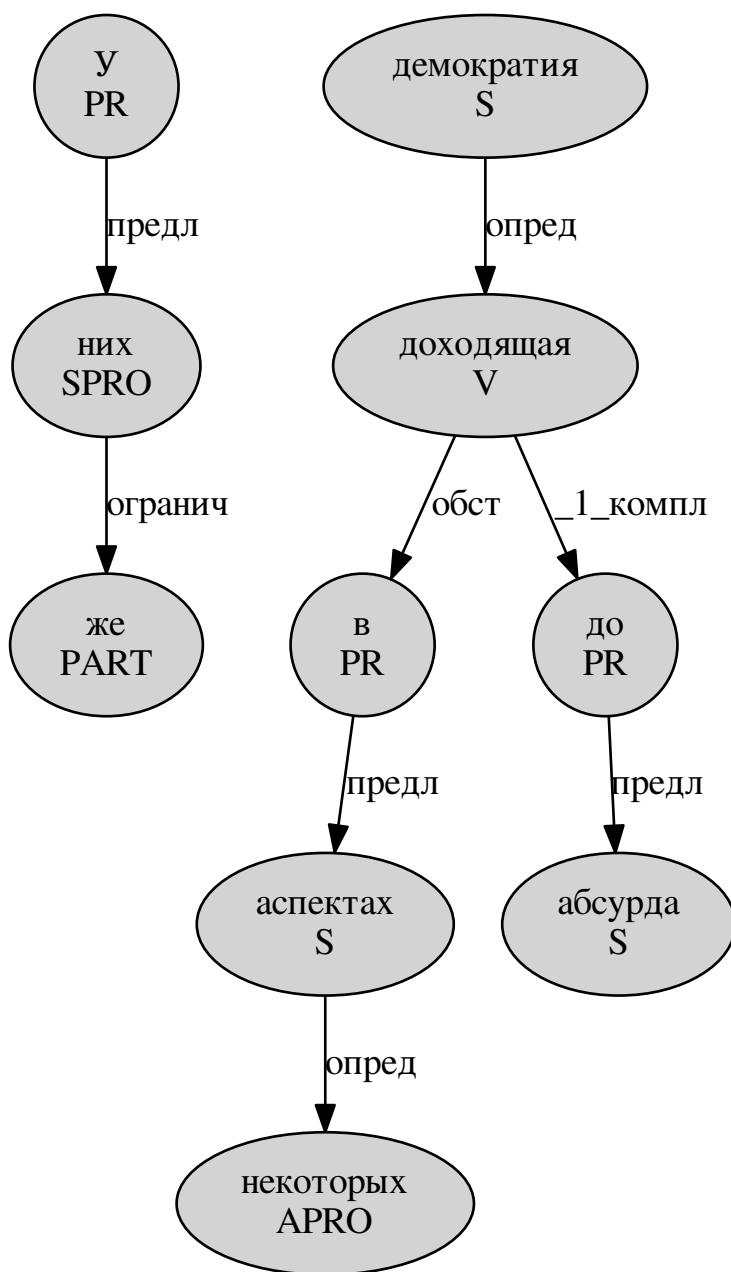 У
PR
демократия
S
предл
опред
них
SPRO
доходящая
V
огранич
обст
_1_компл
же
PART
в
PR
до
PR
предл
предл
аспектах
S
абсурда
S
опред
некоторых
APRO